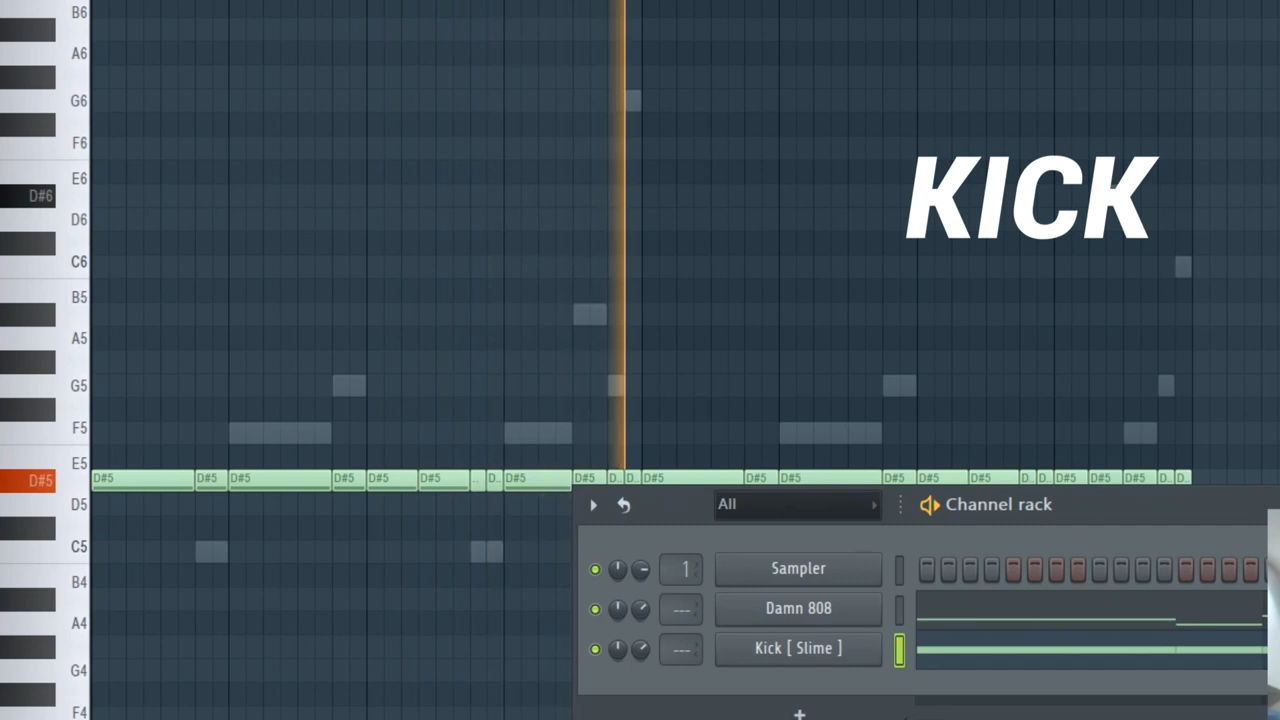 B6
A6
G6
F6
E6
KICK
D#6
D6
C6
B5
A5
G5
F5
E5
D#5
D#5 D#5 D#5 D#5 D#5 D#5 .. D.. D#5 D#5 D.. D.. D#5 D#5 D#5 D#5 D#5 D#5 D.. D.. D#5 D#5 D#5 D.. D..
D5
All
Channel rack
C5
1
Sampler
B4
--- Damn 808
A4
--- Kick [ Slime ]
G4
F4